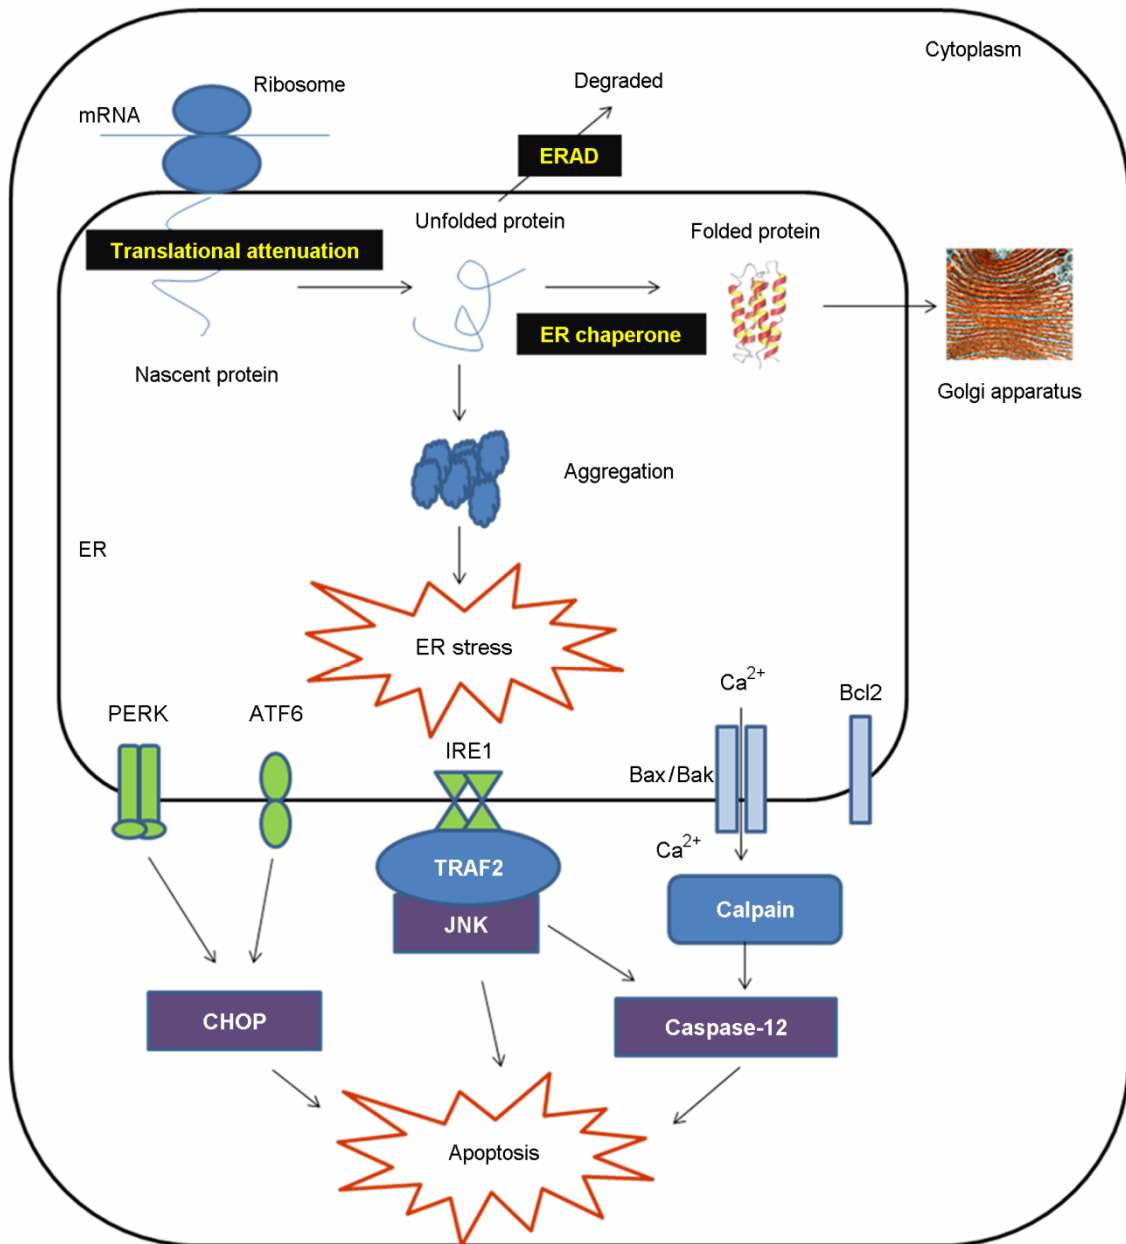 Cytoplasm
Ribosome
Degraded
mRNA
ERAD
Unfolded protein
Folded protein
Translational attenuation
ER chaperone
Nascent protein
Golgi apparatus
Aggregation
ER
ER stress
Ca2+
Bcl2
PERK
ATF6
IRE1
Bax/Bak
Ca2+
TRAF2
Calpain
JNK
CHOP
Caspase-12
Apoptosis